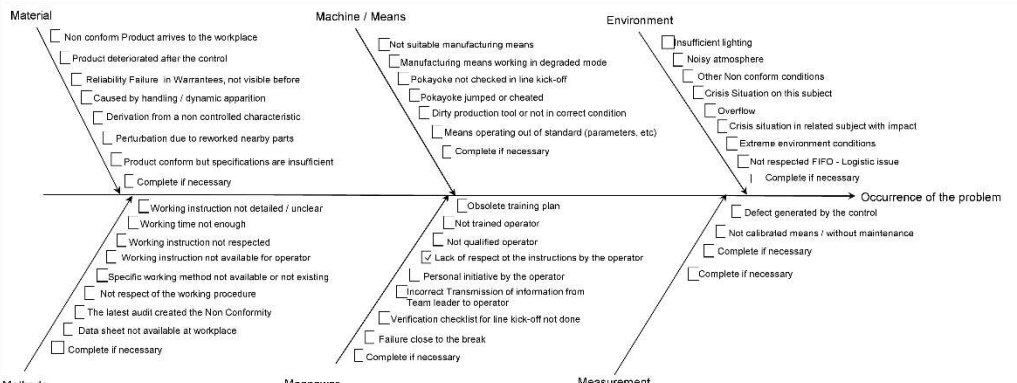 Material
Non conform Product arrives to the workplace
Product deteriorated after the control
Reliability Failure in Warrantees, not visible before
Caused by handling / dynamic apparition
Derivation from a non controlled characteristic
Perturbation due to reworked nearby parts
Product conform but specifications are insufficient
Complete if necessary
Machine / Means
Not suitable manufacturing means
Manufacturing means working in degraded mode
Pokayoke not checked in line kick-off
Pokayoke jumped or cheated
Dirty production tool or not in correct condition
Means operating out of standard (parameters, etc)
Complete if necessary
Environment
Insufficient lighting
Noisy atmosphere
Other Non conform conditions
Crisis Situation on this subject
Overflow
Crisis situation in related subject with impact
Extreme environment conditions
Not respected FIFO - Logistic issue
Complete if necessary
Occurrence of the problem
Working instruction not detailed / unclear
Working time not enough
Working instruction not respected
Working instruction not available for operator
Specific working method not available or not existing
Not respect of the working procedure
The latest audit created the Non Conformity
Data sheet not available at workplace
Complete if necessary
Methods
Obsolete training plan
Not trained operator
Not qualified operator
Lack of respect ot the instructions by the operator
Personal initiative by the operator
Incorrect Transmission of information from
Team leader to operator
Verification checklist for line kick-off not done
Failure close to the break
Complete if necessary
Manpower
Defect generated by the control
Not calibrated means / without maintenance
Complete if necessary
Complete if necessary
Measurement